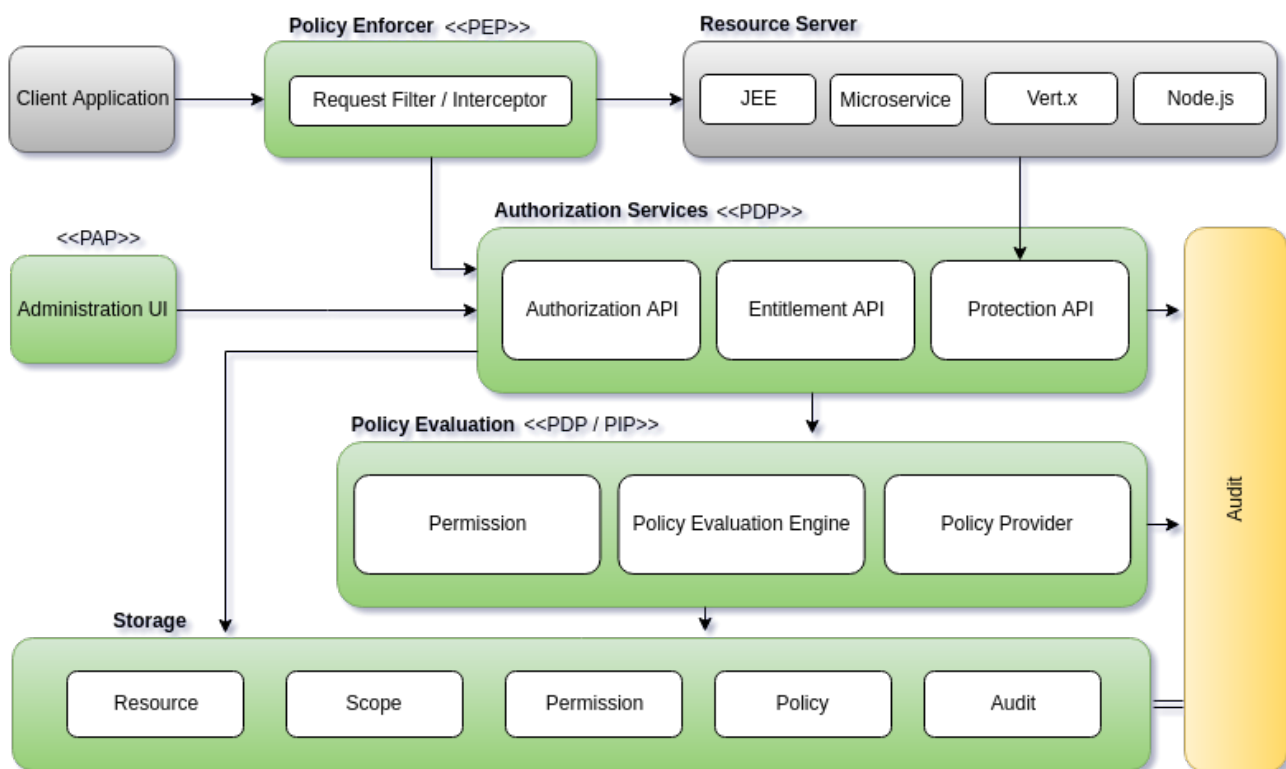 Policy Enforcer <<PEP>>
Resource Server
Client Application
Request Filter / Interceptor
JEE
Microservice
Vert.x
Node.js
Authorization Services <<PDP>>
<<PAP>>
Administration UI
Authorization API
Entitlement API
Protection API
Policy Evaluation <<PDP / PIP>>
Permission
Policy Evaluation Engine
Policy Provider
Audit
Storage
Resource
Scope
Permission
Policy
Audit